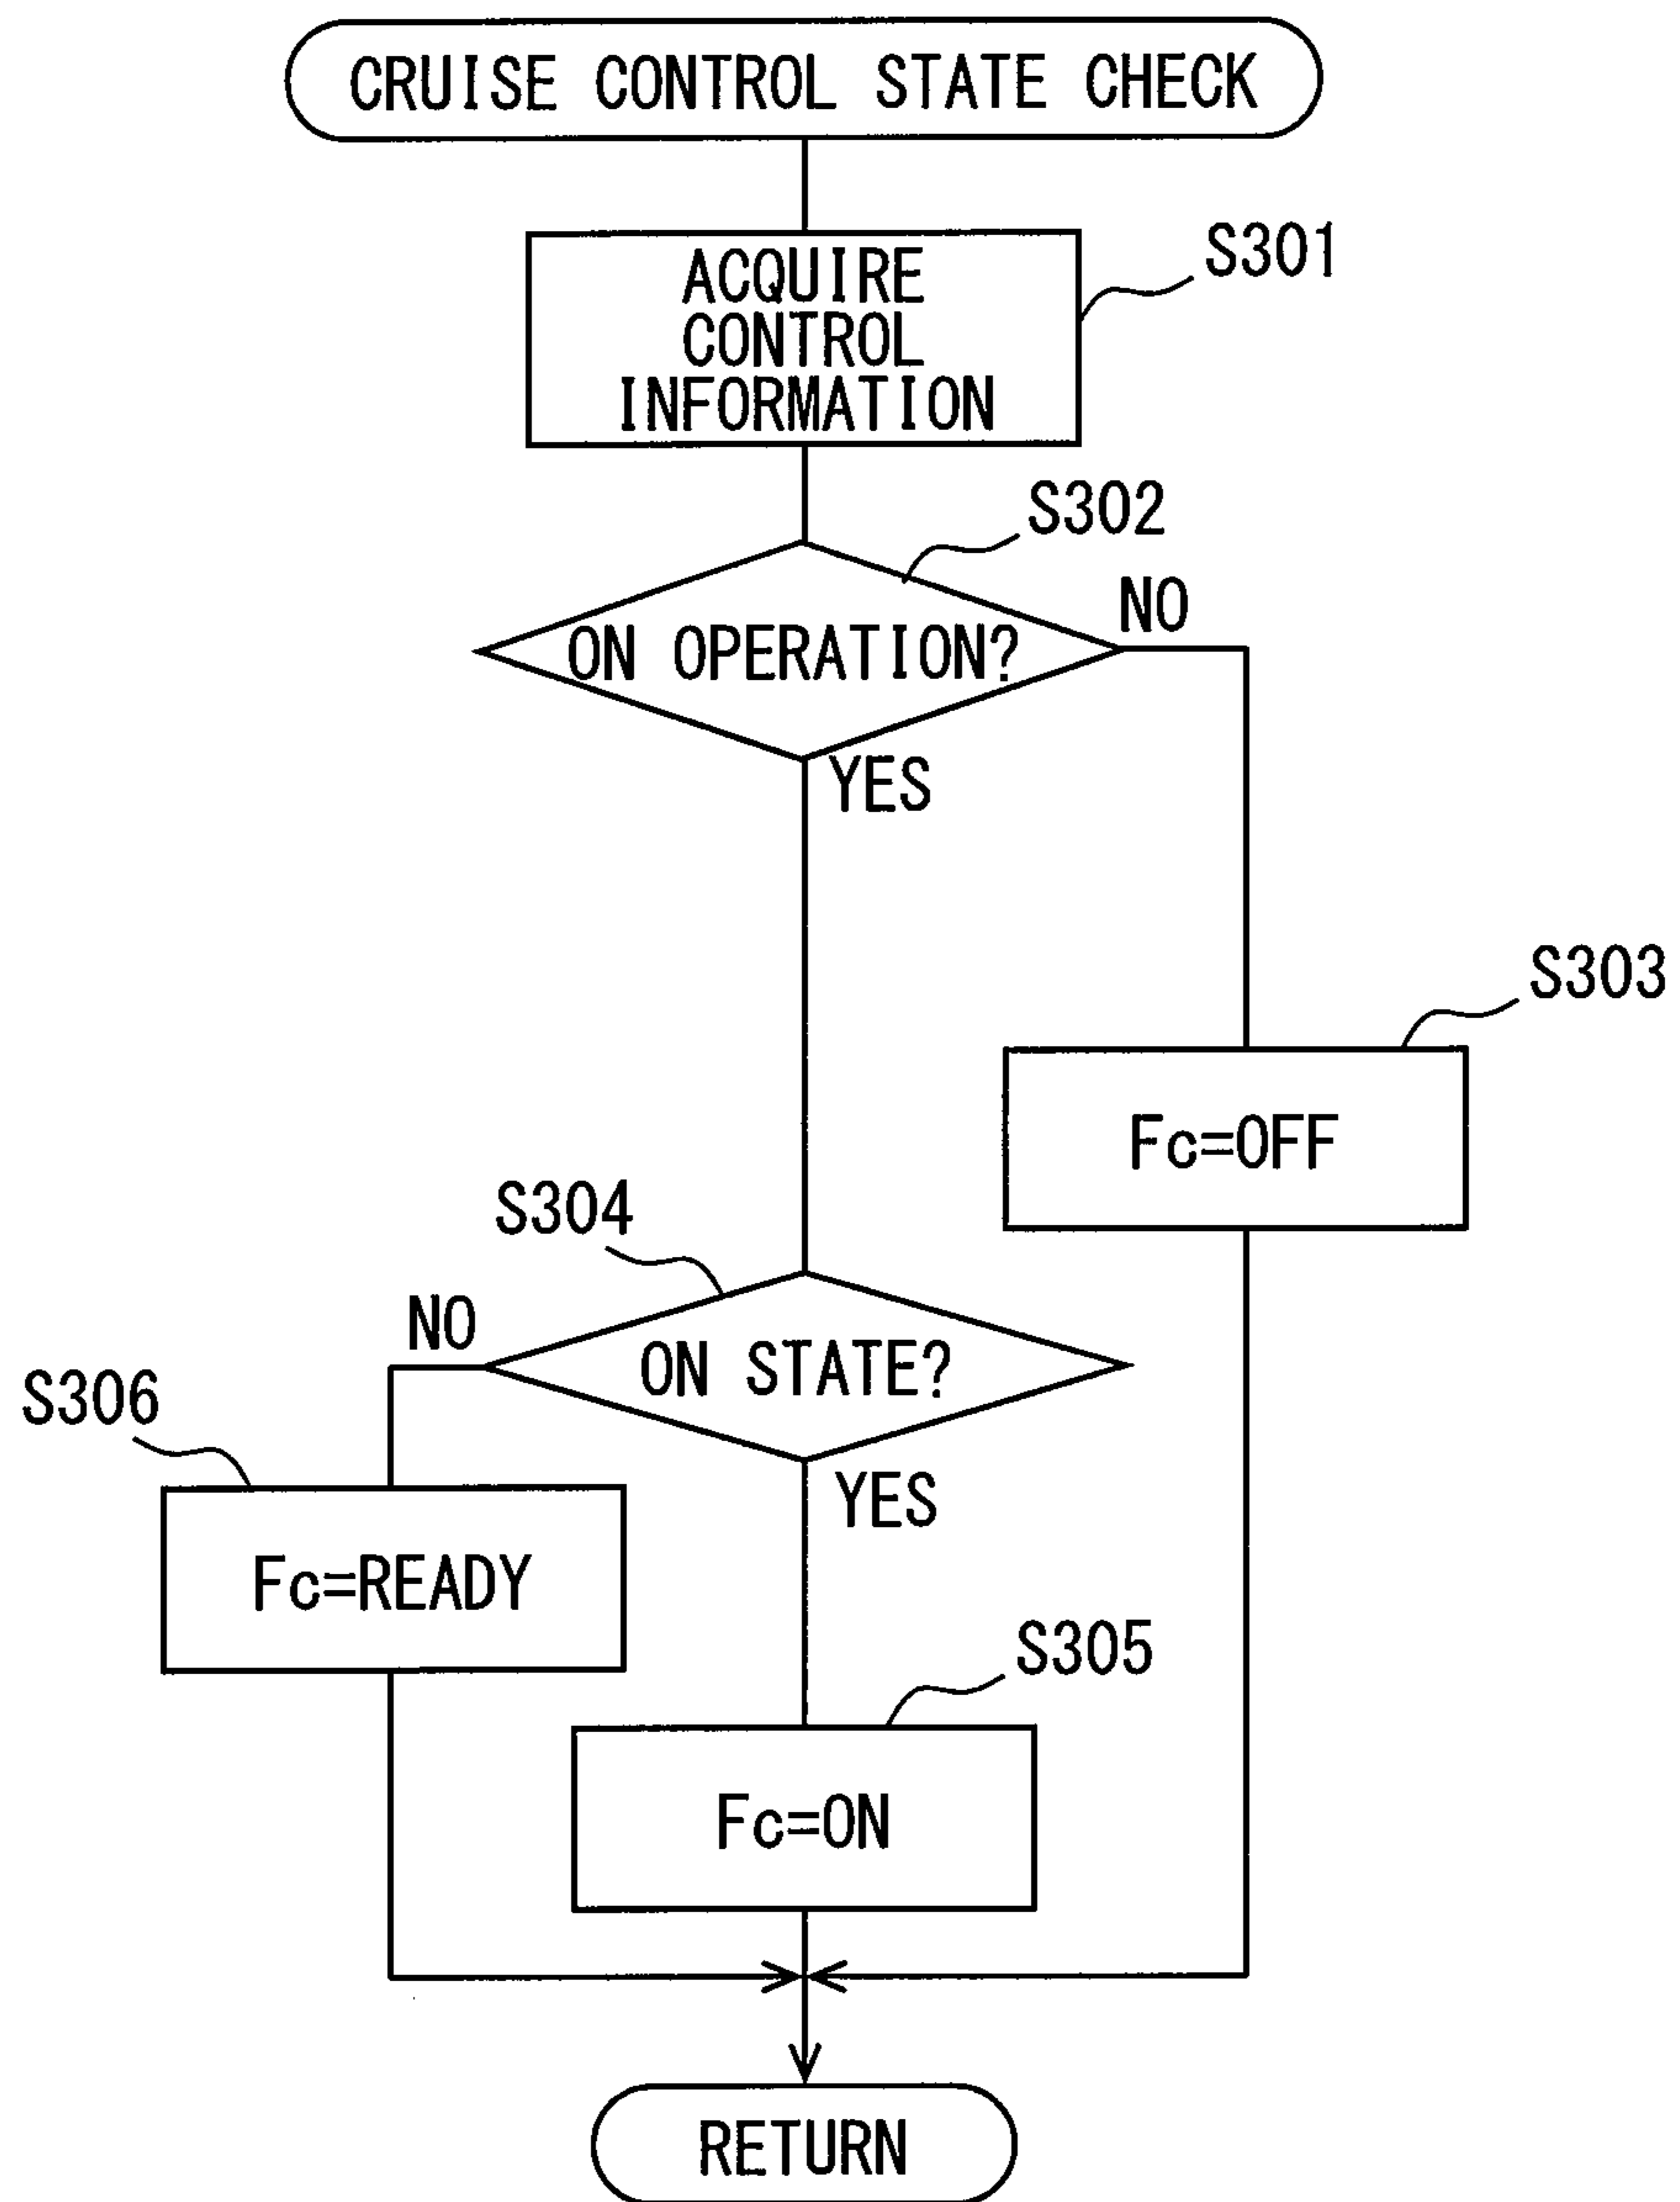 CRUISE CONTROL STATE CHECK
ACQUIRE
CONTROL
INFORMATION
S301
S302
ON OPERATION?
NO
YES
S303
Fc=OFF
S304
NO
ON STATE?
S306
YES
Fc=READY
S305
Fc=ON
RETURN